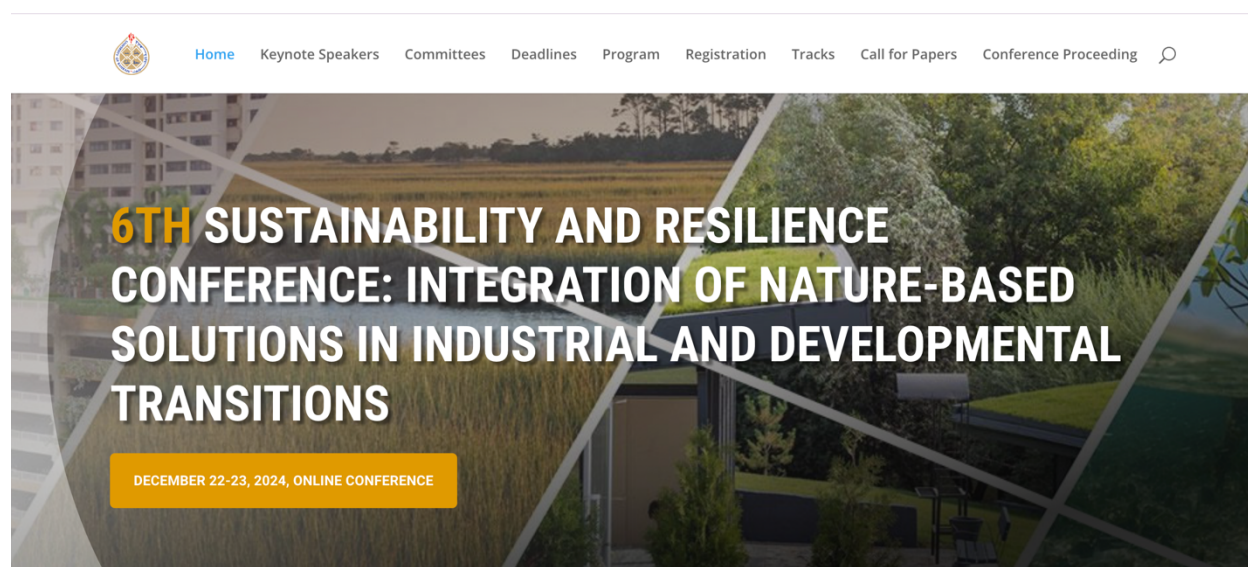 Home Keynote Speakers Committees Deadlines Program Registration Tracks Call for Papers Conference Proceeding
6TH SUSTAINABILITY AND RESILIENCE
CONFERENCE: INTEGRATION OF NATURE-BASED
SOLUTIONS IN INDUSTRIAL AND DEVELOPMENTAL
TRANSITIONS
DECEMBER 22-23, 2024, ONLINE CONFERENCE